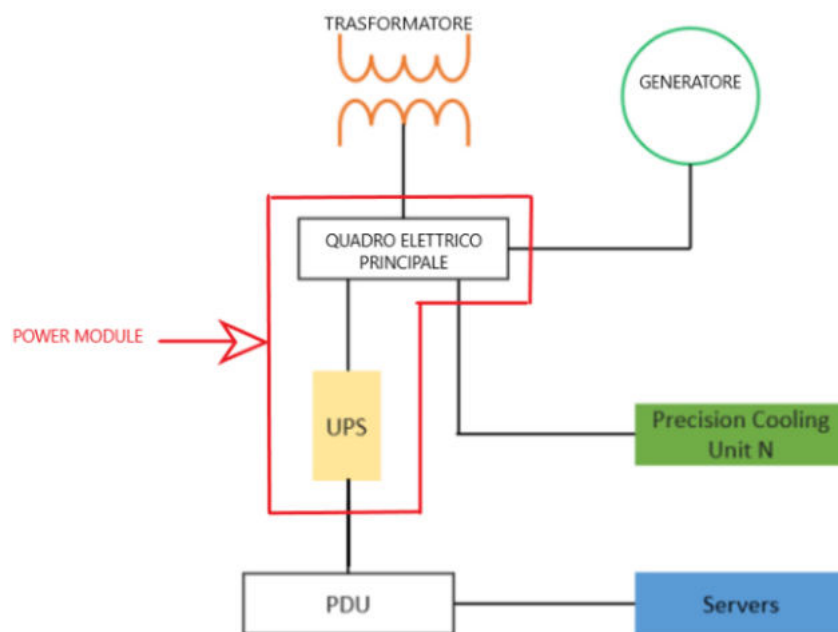 TRASFORMATORE
GENERATORE
QUADRO ELETTRICO
PRINCIPALE
POWER MODULE
UPS
Precision Cooling
Unit N
PDU
Servers